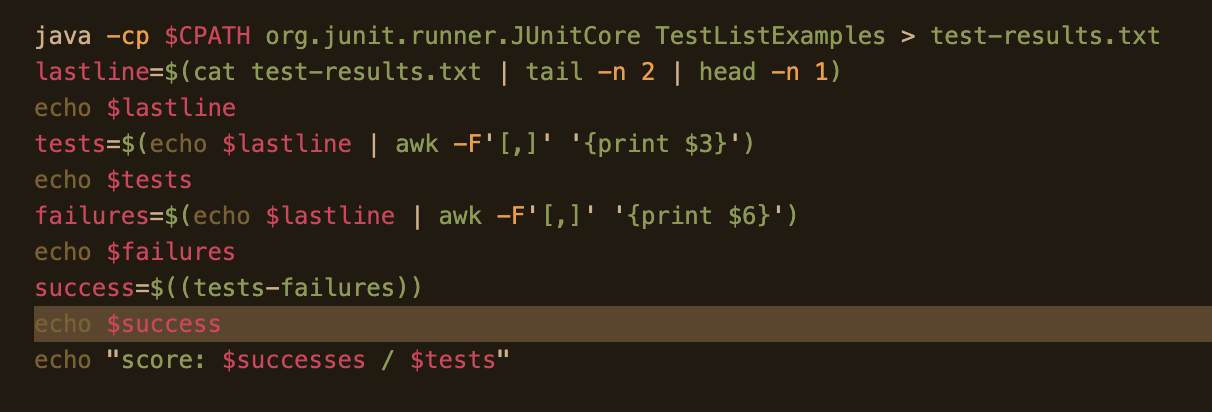 java -cp $CPATH org.junit.runner.JUnitCore TestListExamples > test-results.txt
lastline=$(cat test-results.txt | tail -n 2 | head -n 1)
echo $lastline
tests=$(echo $lastline | awk -F'[,]' '{print $3}')
echo $tests
failures=$(echo $lastline | awk -F'[,]' '{print $6}')
echo $failures
success=$((tests-failures))
echo $success
echo "score: $successes / $tests"